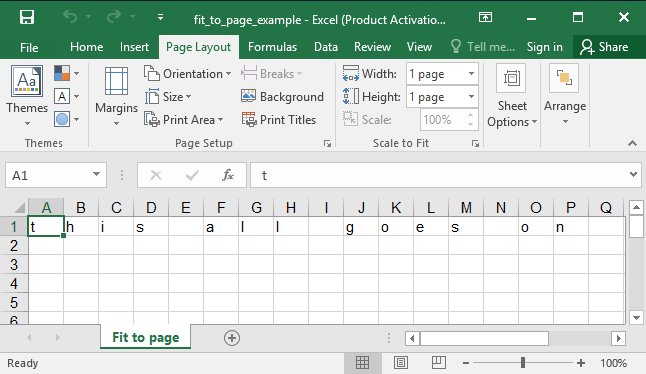 fit_to_page_example - Excel (Product Activatio...
File Home Insert Page Layout Formulas Data Review View Tell me... Sign in Share
Themes Margins Orientation Size Print Area Breaks Background Print Titles Width: 1 page Height: 1 page Scale: 100% Sheet Options Arrange
Themes Page Setup Scale to Fit
A1 fx t
A B C D E F G H I J K L M N O P Q
1 t h i s a l l g o e s o n
2
3
4
5
6
Fit to page
Ready 100%